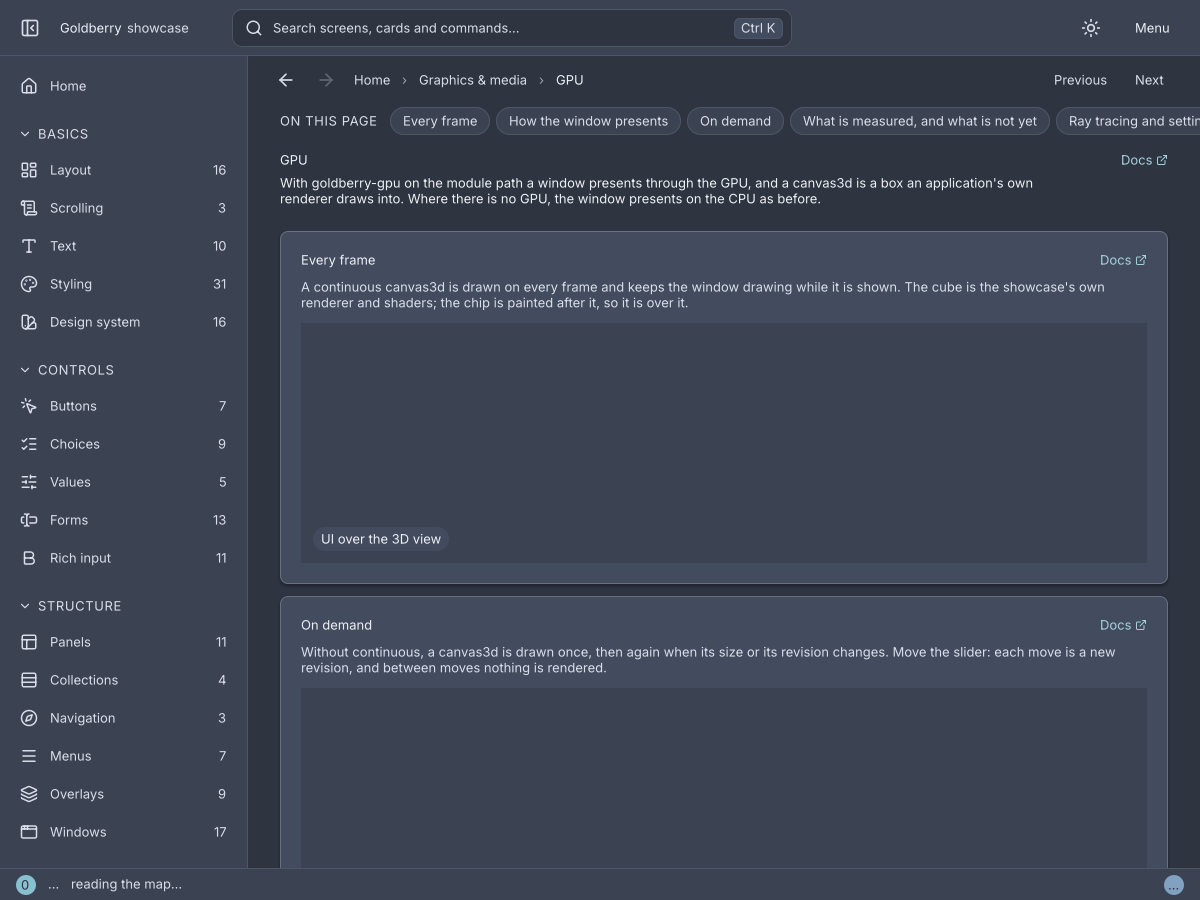 Goldberry showcase
Search screens, cards and commands...
Ctrl K
Menu
Home
BASICS
Layout 16
Scrolling 3
Text 10
Styling 31
Design system 16
CONTROLS
Buttons 7
Choices 9
Values 5
Forms 13
Rich input 11
STRUCTURE
Panels 11
Collections 4
Navigation 3
Menus 7
Overlays 9
Windows 17
Home › Graphics & media › GPU
Previous
Next
ON THIS PAGE
Every frame
How the window presents
On demand
What is measured, and what is not yet
Ray tracing and settin
GPU
Docs
With goldberry-gpu on the module path a window presents through the GPU, and a canvas3d is a box an application's own
renderer draws into. Where there is no GPU, the window presents on the CPU as before.
Every frame
Docs
A continuous canvas3d is drawn on every frame and keeps the window drawing while it is shown. The cube is the showcase's own
renderer and shaders; the chip is painted after it, so it is over it.
UI over the 3D view
On demand
Docs
Without continuous, a canvas3d is drawn once, then again when its size or its revision changes. Move the slider: each move is a new
revision, and between moves nothing is rendered.
0 ... reading the map...
...